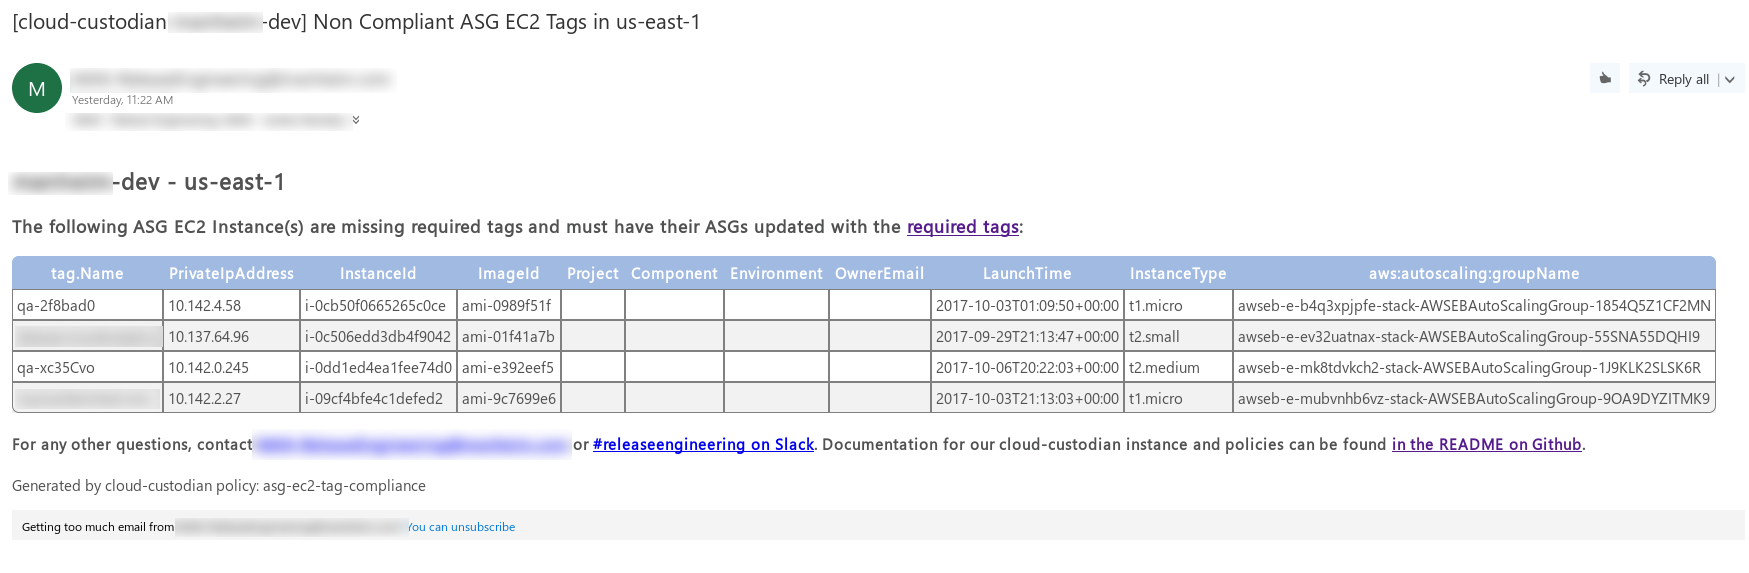 [cloud-custodian -dev] Non Compliant ASG EC2 Tags in us-east-1
M
Reply all
Yesterday, 11:22 AM
-dev - us-east-1
The following ASG EC2 Instance(s) are missing required tags and must have their ASGs updated with the required tags:
tag.Name PrivateIpAddress InstanceId ImageId Project Component Environment OwnerEmail LaunchTime InstanceType aws:autoscaling:groupName
qa-2f8bad0 10.142.4.58 i-0cb50f0665265c0ce ami-0989f51f 2017-10-03T01:09:50+00:00 t1.micro awseb-e-b4q3xpjpfe-stack-AWSEBAutoScalingGroup-1854Q5Z1CF2MN
10.137.64.96 i-0c506edd3db4f9042 ami-01f41a7b 2017-09-29T21:13:47+00:00 t2.small awseb-e-ev32uatnax-stack-AWSEBAutoScalingGroup-55SNA55DQHI9
qa-xc35Cvo 10.142.0.245 i-0dd1ed4ea1fee74d0 ami-e392eef5 2017-10-06T20:22:03+00:00 t2.medium awseb-e-mk8tdvkch2-stack-AWSEBAutoScalingGroup-1J9KLK2SLSK6R
10.142.2.27 i-09cf4bfe4c1defed2 ami-9c7699e6 2017-10-03T21:13:03+00:00 t1.micro awseb-e-mubvnhb6vz-stack-AWSEBAutoScalingGroup-9OA9DYZITMK9
For any other questions, contact or #releaseengineering on Slack. Documentation for our cloud-custodian instance and policies can be found in the README on Github.
Generated by cloud-custodian policy: asg-ec2-tag-compliance
Getting too much email from You can unsubscribe